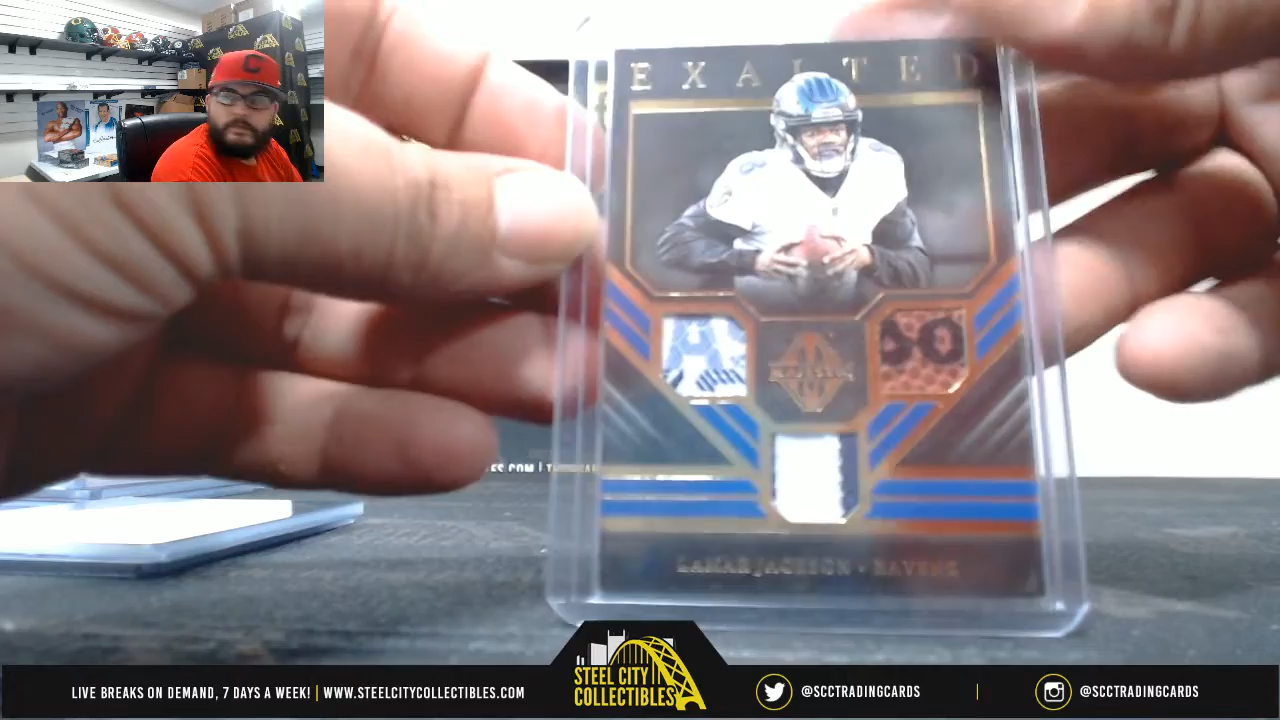 C
EXALTED
8
LAMAR JACKSON • RAVENS
STEEL CITY
COLLECTIBLES
LIVE BREAKS ON DEMAND, 7 DAYS A WEEK! | WWW.STEELCITYCOLLECTIBLES.COM
@SCCTRADINGCARDS | @SCCTRADINGCARDS